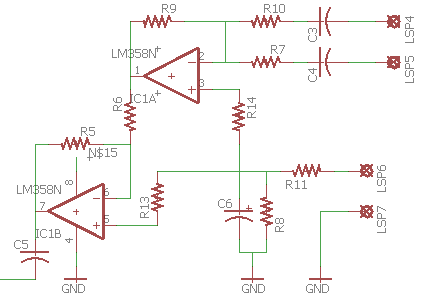 R9
R10
C3
LSP4
LM358N
1
2
3
IC1A
R7
C4
LSP5
R6
R14
R5
N$15
LM358N
8
7
6
5
4
IC1B
R13
C6
R8
R11
LSP6
LSP7
C5
GND
GND
GND